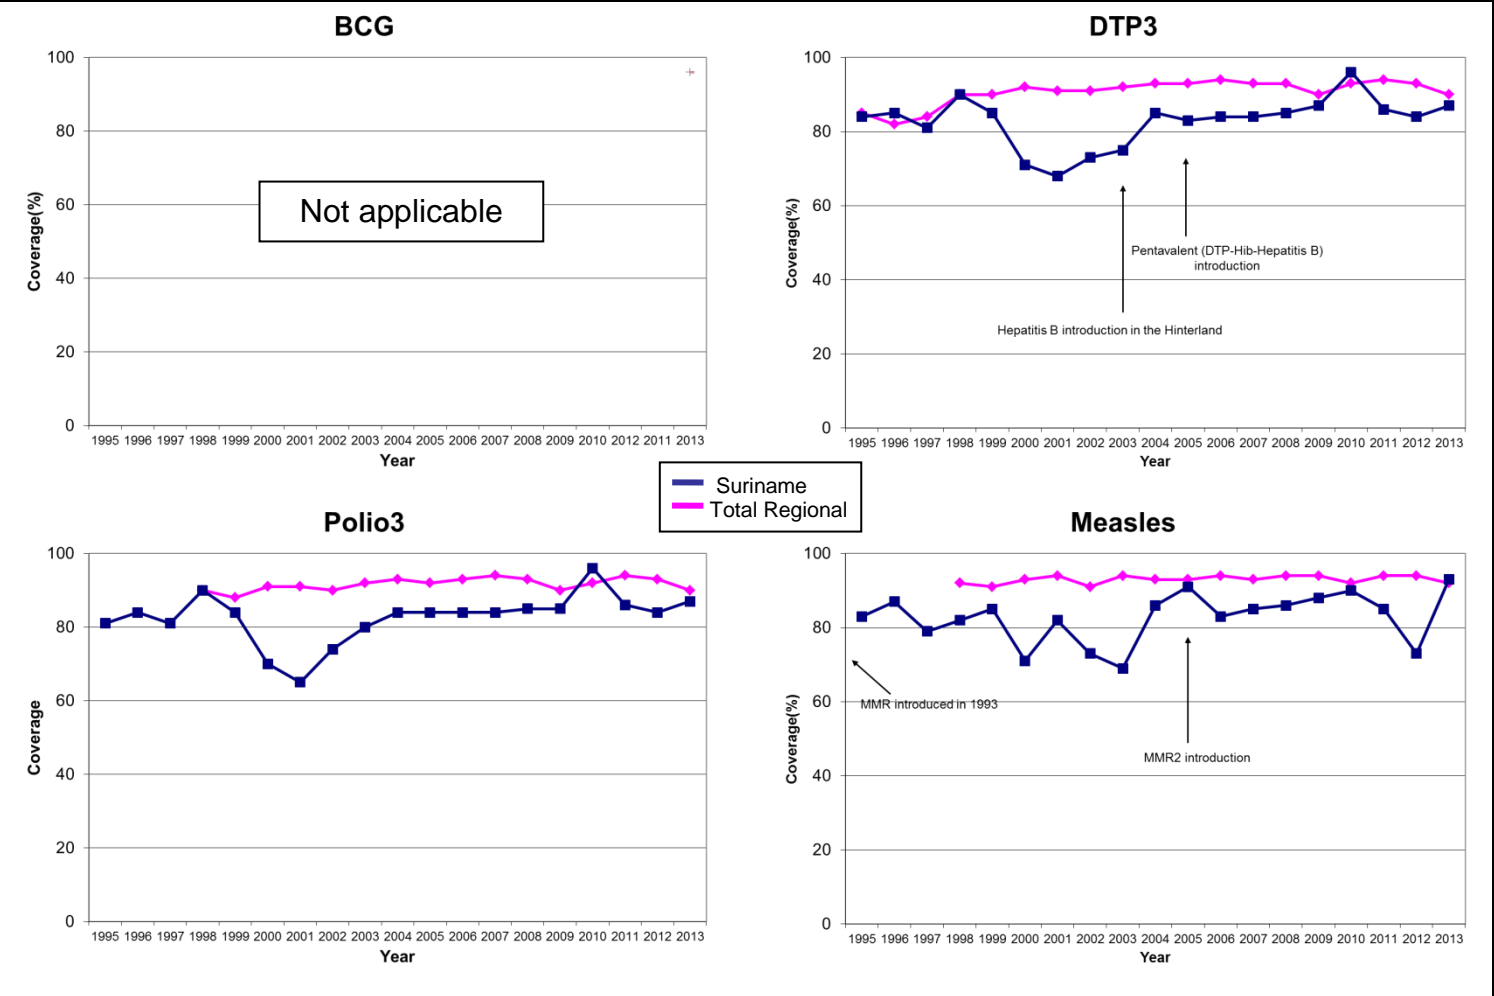 BCG
100
80
60
40
20
0
Coverage(%)
Not applicable
1995 1996 1997 1998 1999 2000 2001 2002 2003 2004 2005 2006 2007 2008 2009 2010 2012 2011 2013
Year
DTP3
100
80
60
40
20
0
Coverage(%)
Pentavalent (DTP-Hib-Hepatitis B)
introduction
Hepatitis B introduction in the Hinterland
1995 1996 1997 1998 1999 2000 2001 2002 2003 2004 2005 2006 2007 2008 2009 2010 2011 2012 2013
Year
Suriname
Total Regional
Polio3
100
80
60
40
20
0
Coverage
1995 1996 1997 1998 1999 2000 2001 2002 2003 2004 2005 2006 2007 2008 2009 2010 2011 2012 2013
Year
Measles
100
80
60
40
20
0
Coverage(%)
MMR introduced in 1993
MMR2 introduction
1995 1996 1997 1998 1999 2000 2001 2002 2003 2004 2005 2006 2007 2008 2009 2010 2011 2012 2013
Year